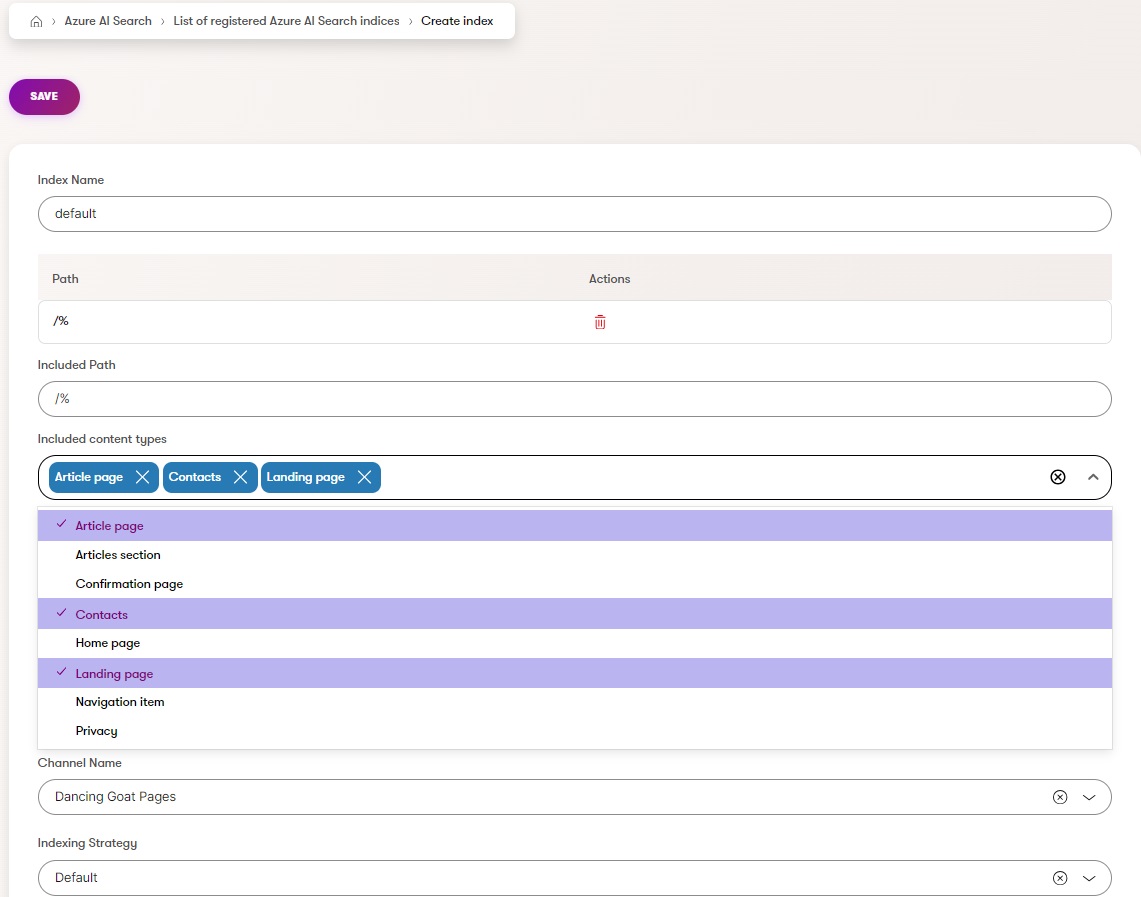 Azure AI Search › List of registered Azure AI Search indices › Create index
SAVE
Index Name
default
Path Actions
/%
Included Path
/%
Included content types
Article page Contacts Landing page
Article page
Articles section
Confirmation page
Contacts
Home page
Landing page
Navigation item
Privacy
Channel Name
Dancing Goat Pages
Indexing Strategy
Default